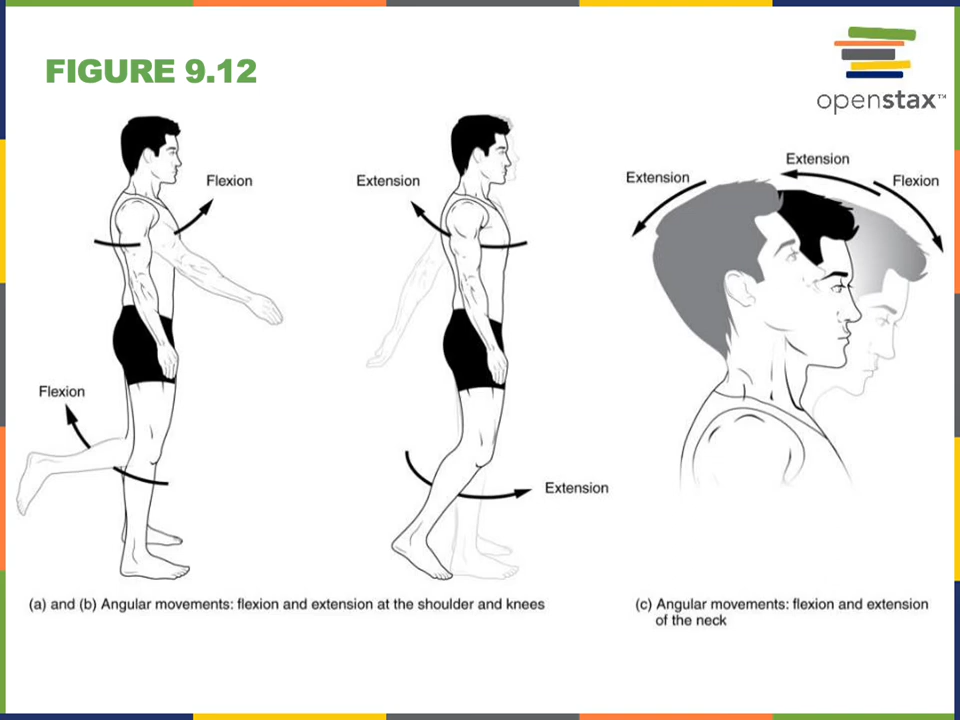 FIGURE 9.12
openstax™
Flexion
Extension
Extension
Extension
Flexion
Flexion
Extension
(a) and (b) Angular movements: flexion and extension at the shoulder and knees
(c) Angular movements: flexion and extension
of the neck